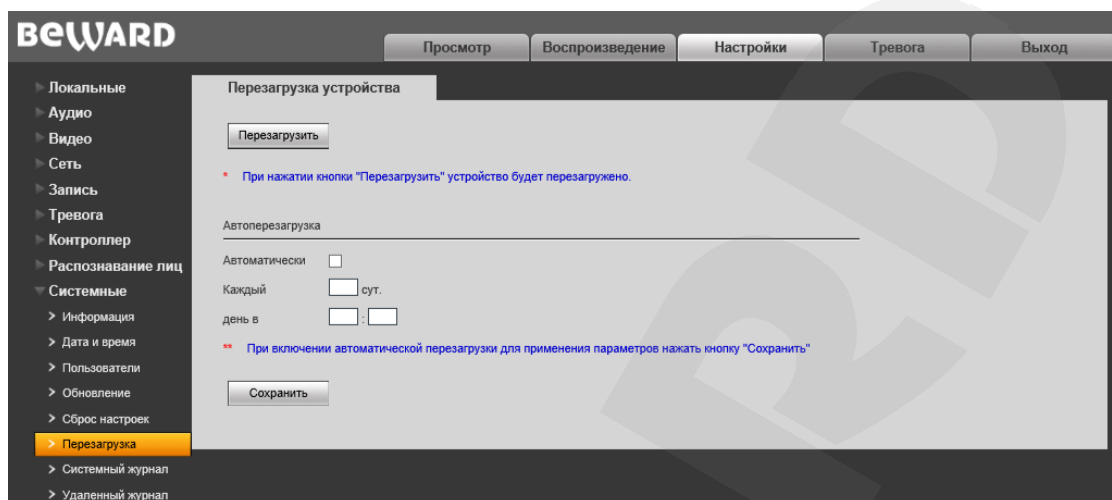 BEWARD
Просмотр Воспроизведение Настройки Тревога Выход
Локальные
Аудио
Видео
Сеть
Запись
Тревога
Контроллер
Распознавание лиц
Системные
> Информация
> Дата и время
> Пользователи
> Обновление
> Сброс настроек
> Перезагрузка
> Системный журнал
> Удаленный журнал
Перезагрузка устройства
Перезагрузить
* При нажатии кнопки "Перезагрузить" устройство будет перезагружено.
Автоперезагрузка
Автоматически
Каждый сут.
день в :
** При включении автоматической перезагрузки для применения параметров нажать кнопку "Сохранить"
Сохранить